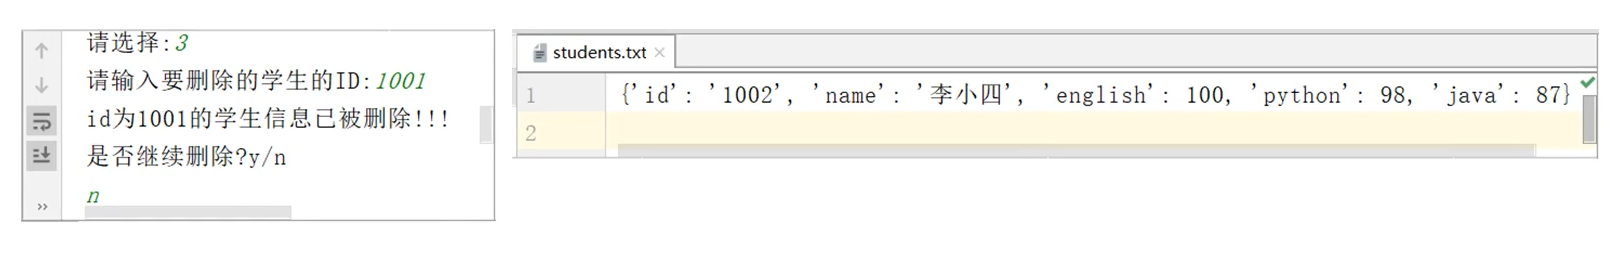 请选择:3
请输入要删除的学生的ID:1001
id为1001的学生信息已被删除!!!
是否继续删除?y/n
n
students.txt
1 {'id': '1002', 'name': '李小四', 'english': 100, 'python': 98, 'java': 87}
2